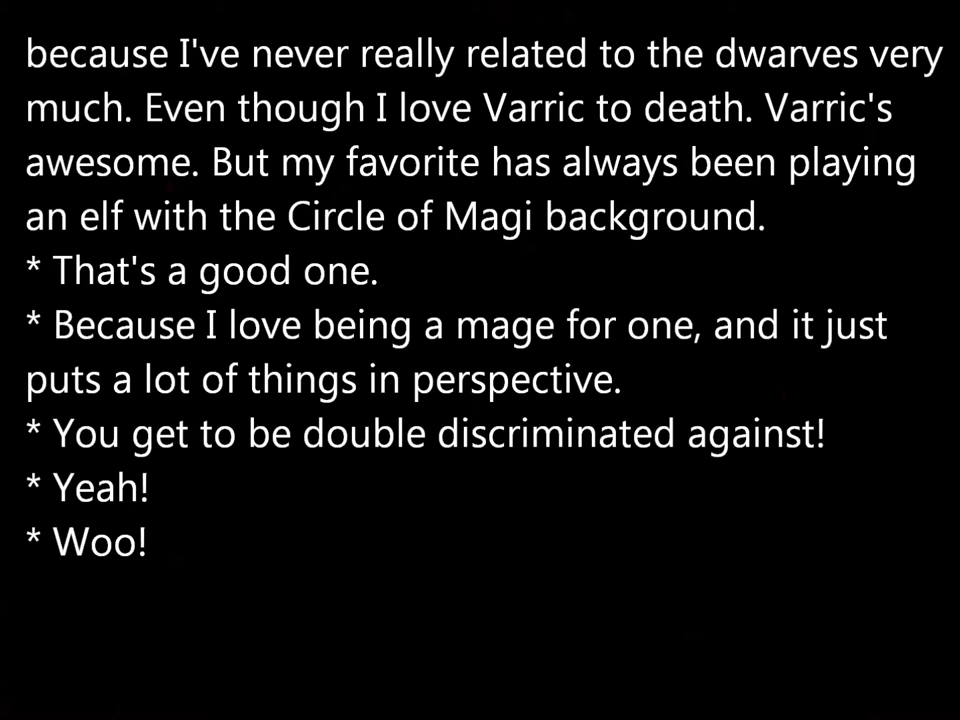 because I've never really related to the dwarves very
much. Even though I love Varric to death. Varric's
awesome. But my favorite has always been playing
an elf with the Circle of Magi background.
* That's a good one.
* Because I love being a mage for one, and it just
puts a lot of things in perspective.
* You get to be double discriminated against!
* Yeah!
* Woo!